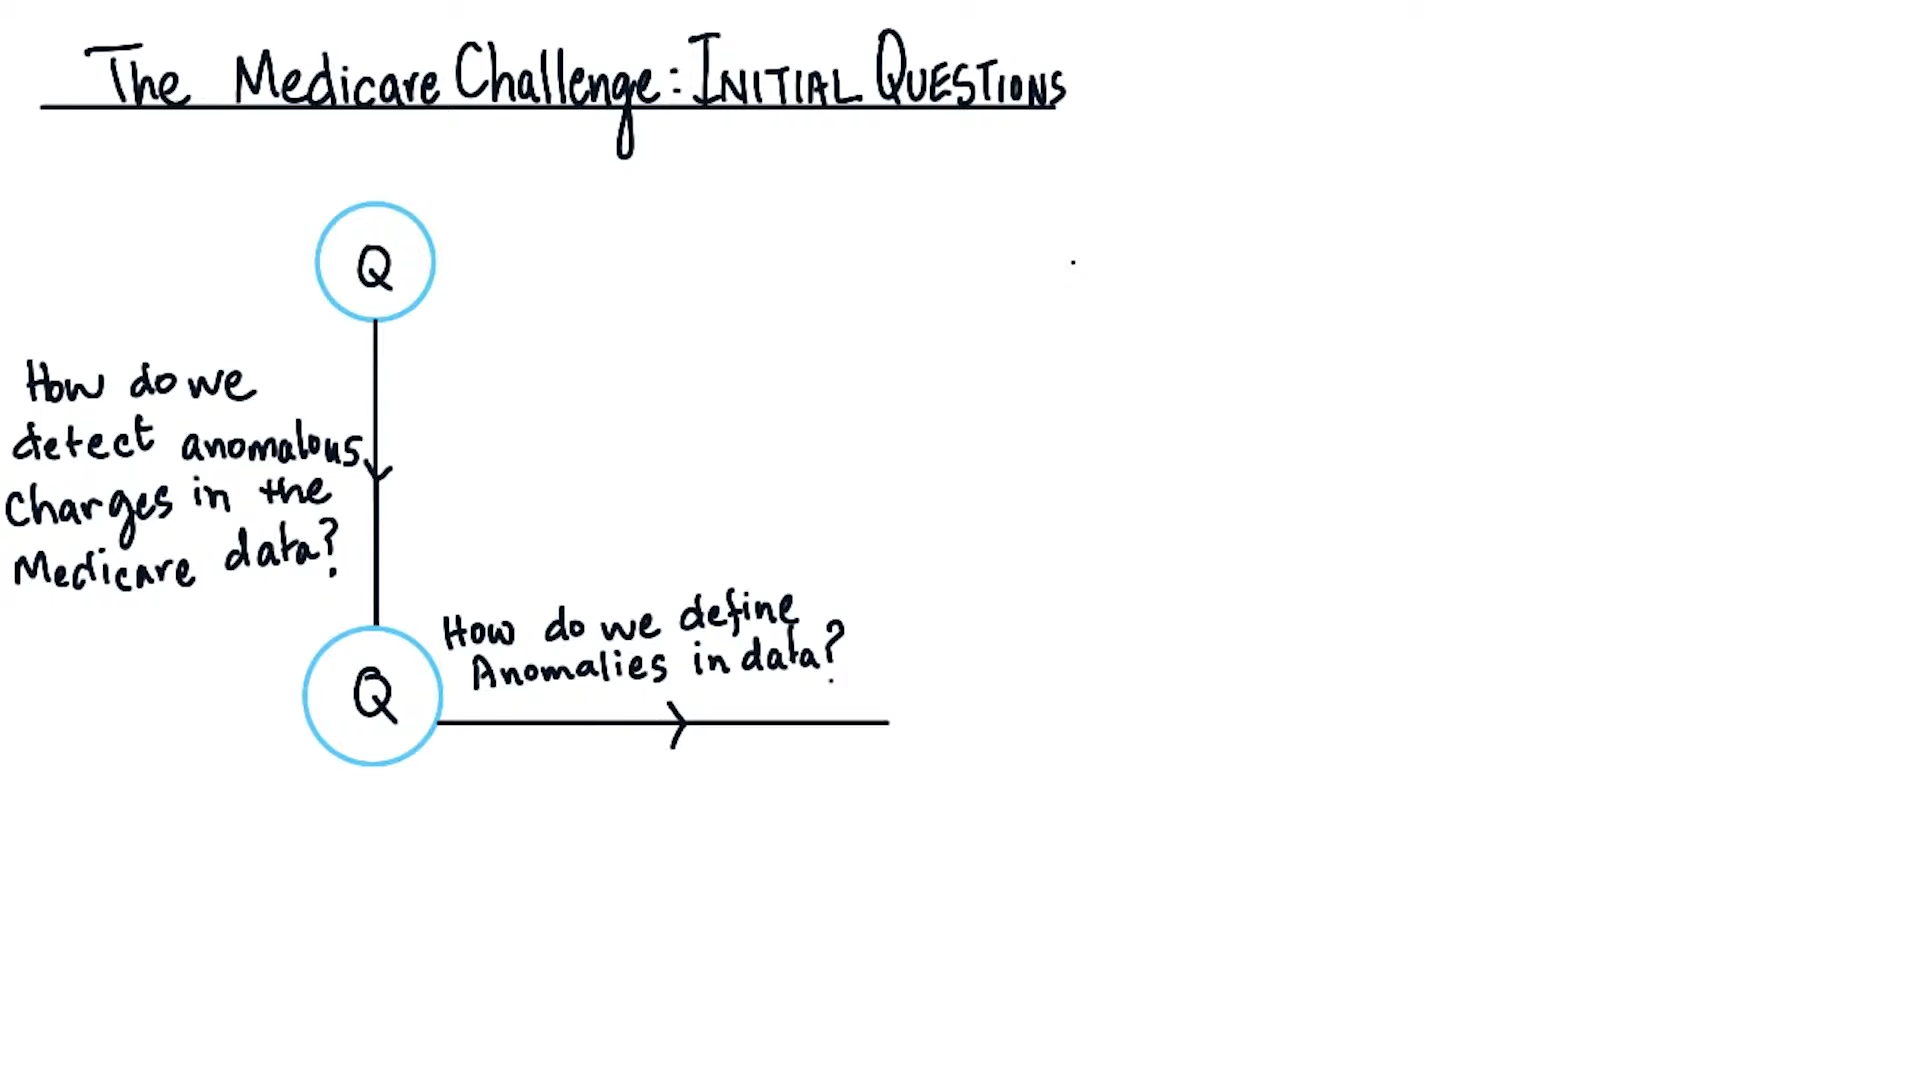 The Medicare Challenge: INITIAL QUESTIONS
Q
How do we
detect anomalous
charges in the
Medicare data?
Q
How do we define
Anomalies in data?